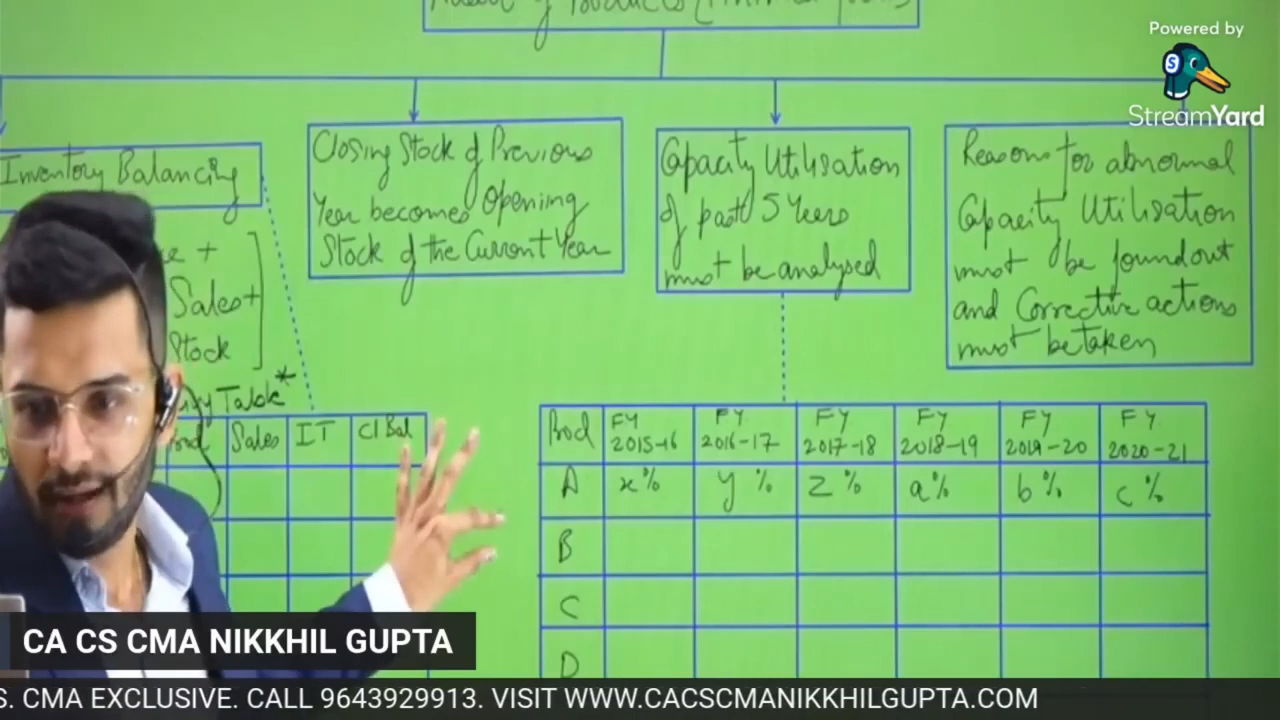 Powered by
StreamYard
Inventory Balancing
Sales+
Stock
Table*
Sales IT Cl Bal
Closing Stock of Previous
Year becomes Opening
Stock of the Current Year
Capacity Utilisation
of past 5 Years
must be analysed
Reasons for abnormal
Capacity Utilisation
must be found out
and Corrective actions
must be taken
Prod FY 2015-16 FY 2016-17 FY 2017-18 FY 2018-19 FY 2019-20 FY 2020-21
A x% y% z% a% b% c%
B
C
D
CA CS CMA NIKKHIL GUPTA
S. CMA EXCLUSIVE. CALL 9643929913. VISIT WWW.CACSCMANIKKHILGUPTA.COM